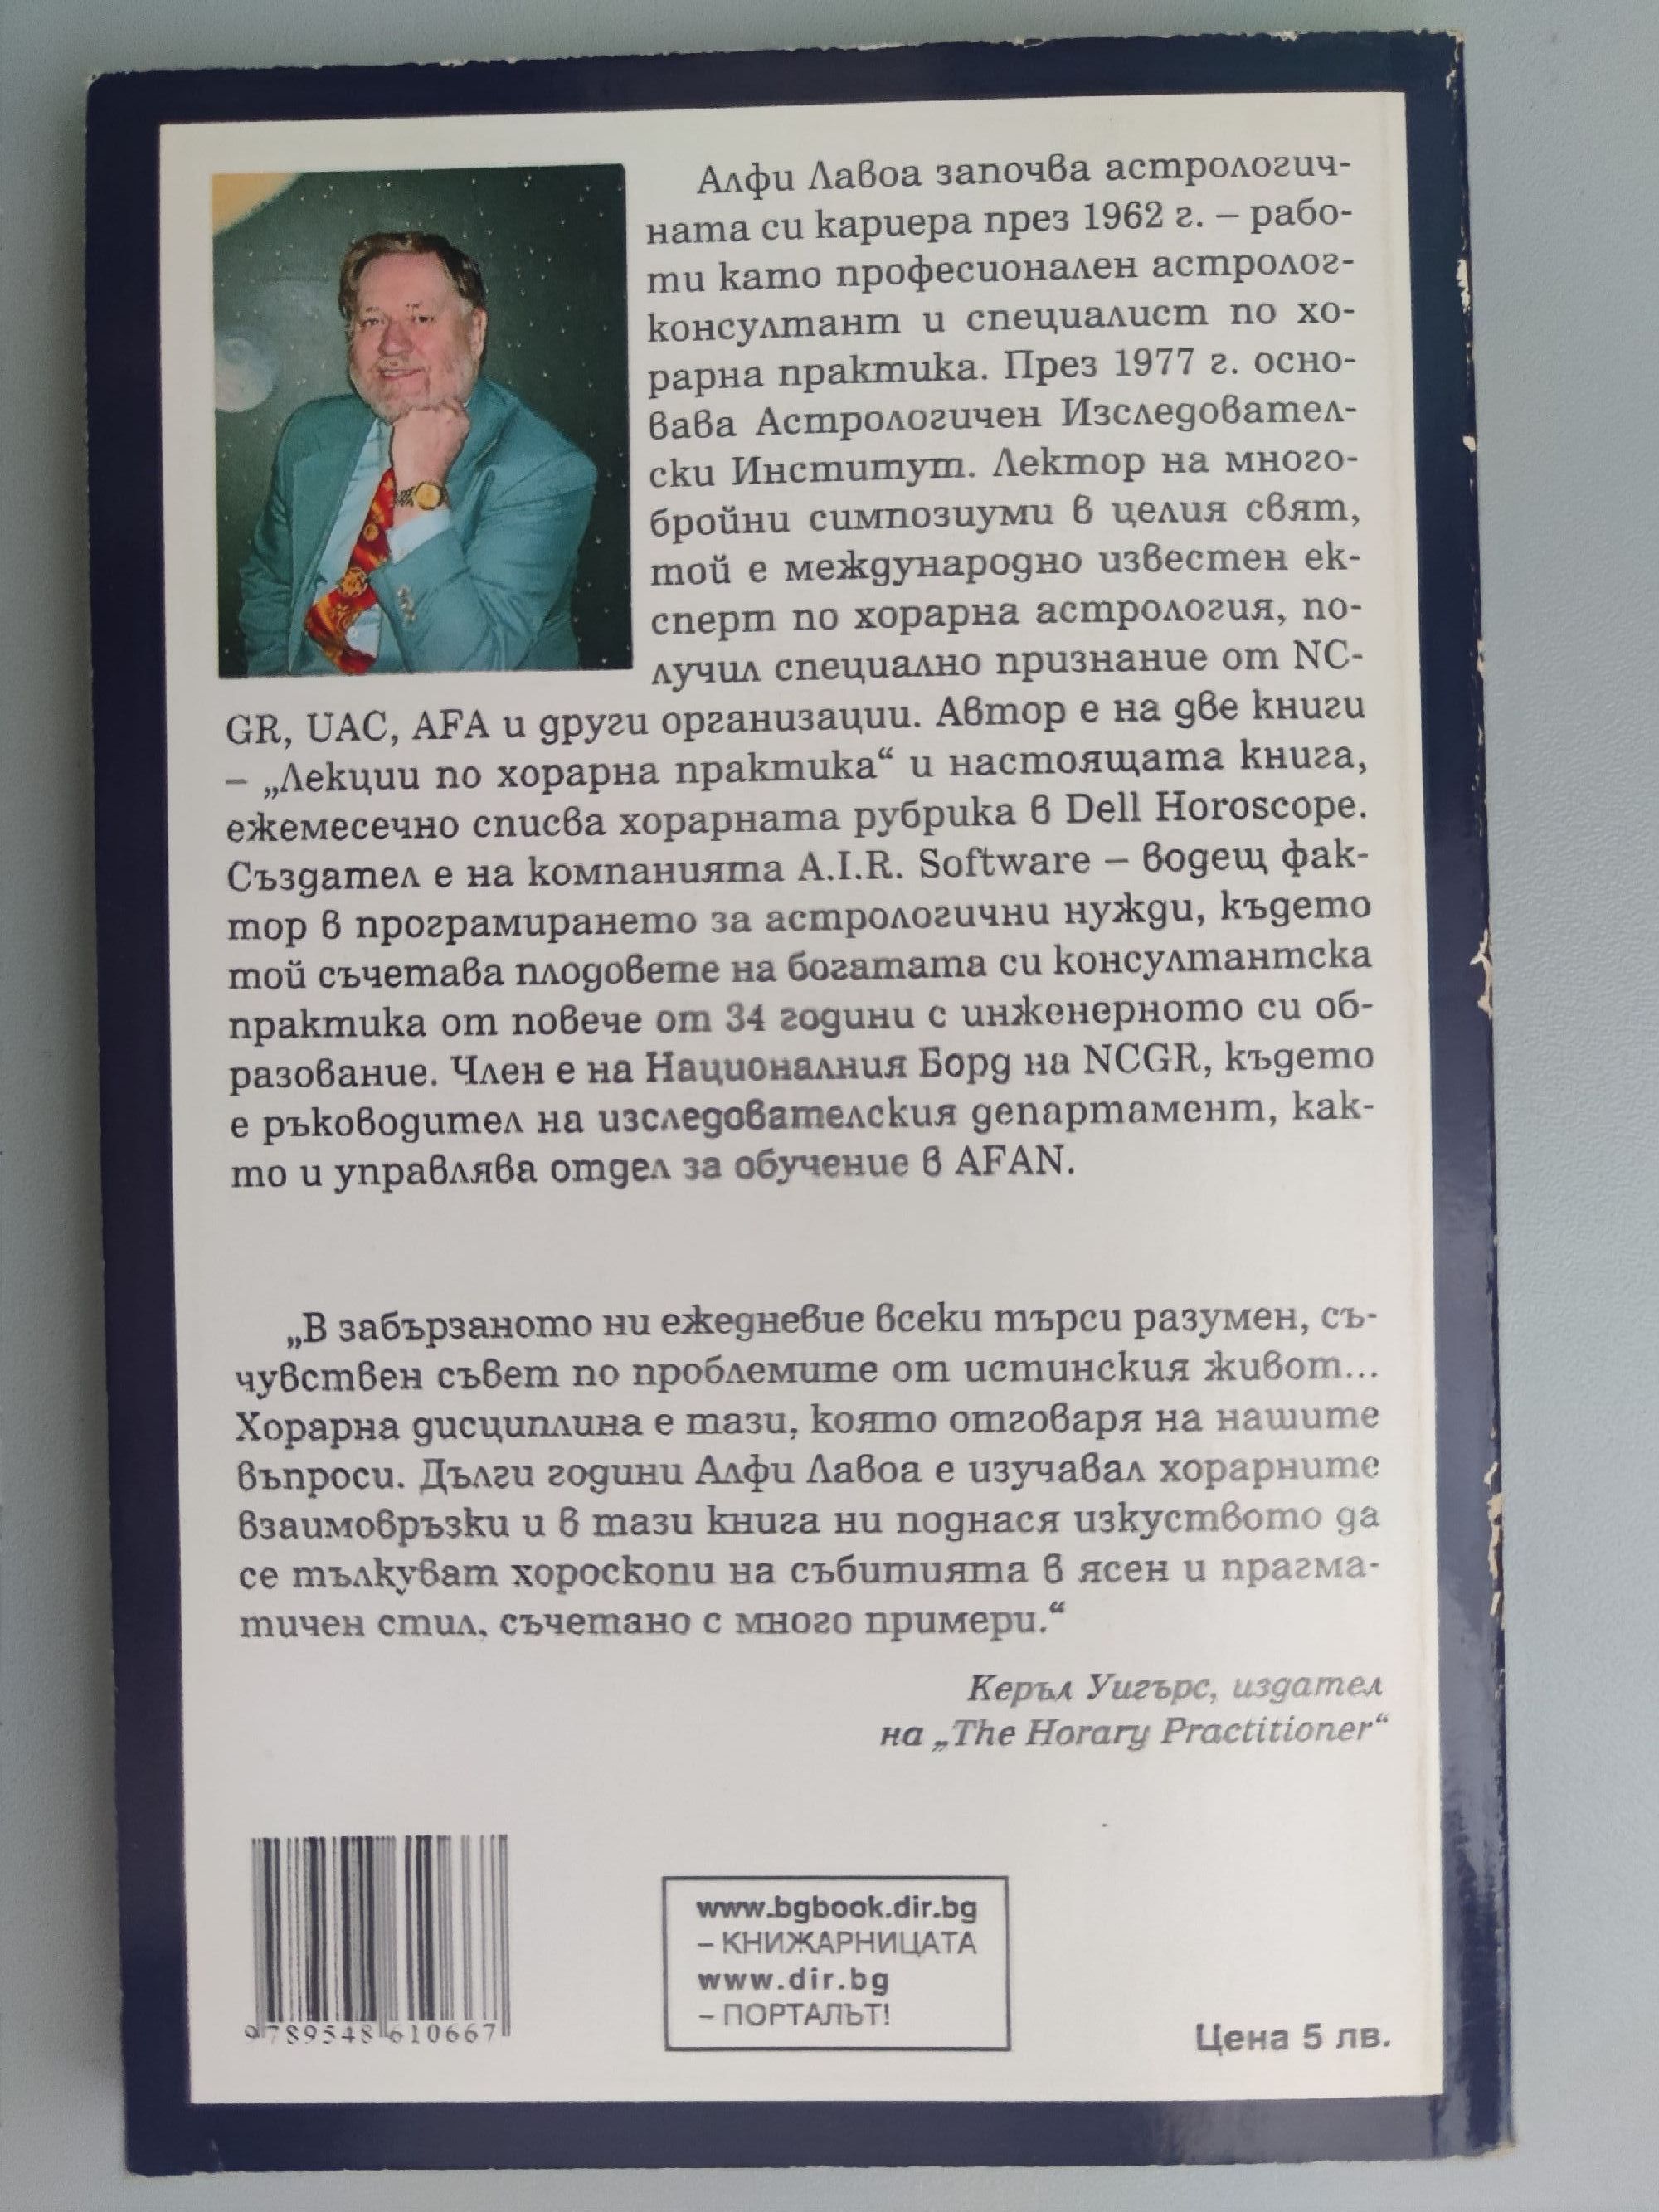 Алфи Лавоа започва астрологич-
ната си кариера през 1962 г. – рабо-
ти като професионален астролог-
консултант и специалист по хо-
рарна практика. През 1977 г. осно-
вава Астрологичен Изследовател-
ски Институт. Лектор на много-
бройни симпозиуми в целия свят,
той е международно известен ек-
сперт по хорарна астрология, по-
лучил специално признание от NC-
GR, UAC, AFA и други организации. Автор е на две книги
– „Лекции по хорарна практика“ и настоящата книга,
ежемесечно списва хорарната рубрика в Dell Horoscope.
Създател е на компанията A.I.R. Software – водещ фак-
тор в програмирането за астрологични нужди, където
той съчетава плодовете на богатата си консултантска
практика от повече от 34 години с инженерното си об-
разование. Член е на Националния Борд на NCGR, където
е ръководител на изследователския департамент, как-
то и управлява отдел за обучение в AFAN.
„В забързаното ни ежедневие всеки търси разумен, съ-
чувствен съвет по проблемите от истинския живот...
Хорарна дисциплина е тази, която отговаря на нашите
въпроси. Дълги години Алфи Лавоа е изучавал хорарните
взаимовръзки и в тази книга ни поднася изкуството да
се тълкуват хороскопи на събитията в ясен и прагма-
тичен стил, съчетано с много примери.“
Керъл Уигърс, издател
на „The Horary Practitioner“
www.bgbook.dir.bg
– КНИЖАРНИЦАТА
www.dir.bg
– ПОРТАЛЪТ!
9 789548 610667
Цена 5 лв.